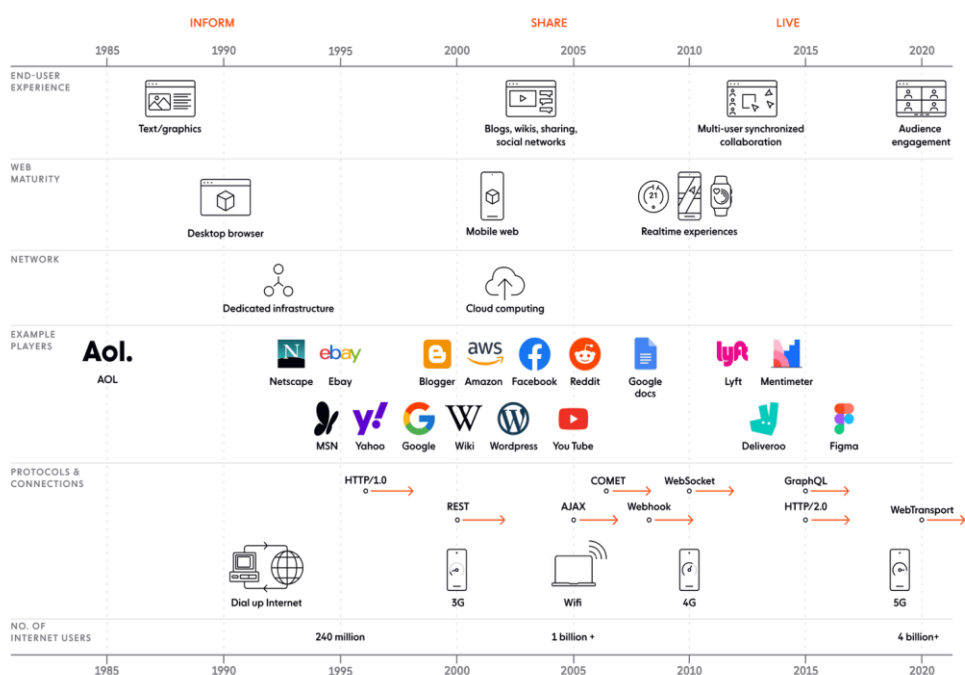 INFORM SHARE LIVE
1985 1990 1995 2000 2005 2010 2015 2020
END-USER
EXPERIENCE
Text/graphics
Blogs, wikis, sharing,
social networks
Multi-user synchronized
collaboration
Audience
engagement
WEB
MATURITY
21
Desktop browser
Mobile web
Realtime experiences
NETWORK
Dedicated infrastructure
Cloud computing
EXAMPLE
PLAYERS
Aol.
N
ebay
B
aws
f
lyft
AOL
Netscape
Ebay
Blogger
Amazon
Facebook
Reddit
Google
docs
Lyft
Mentimeter
y!
G
W
W
MSN
Yahoo
Google
Wiki
Wordpress
You Tube
Deliveroo
Figma
PROTOCOLS &
CONNECTIONS
HTTP/1.0
COMET
WebSocket
GraphQL
REST
AJAX
Webhook
HTTP/2.0
WebTransport
Dial up Internet
3G
Wifi
4G
5G
NO. OF
INTERNET USERS
240 million
1 billion +
4 billion+
1985 1990 1995 2000 2005 2010 2015 2020